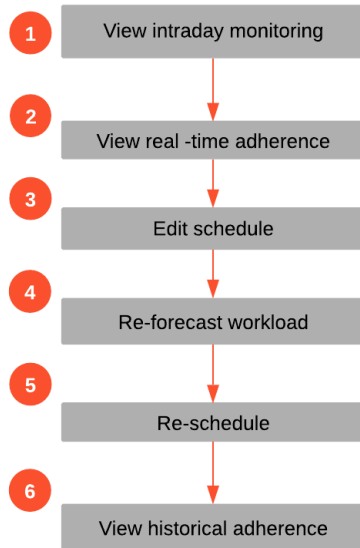 1
View intraday monitoring
2
View real -time adherence
3
Edit schedule
4
Re-forecast workload
5
Re-schedule
6
View historical adherence